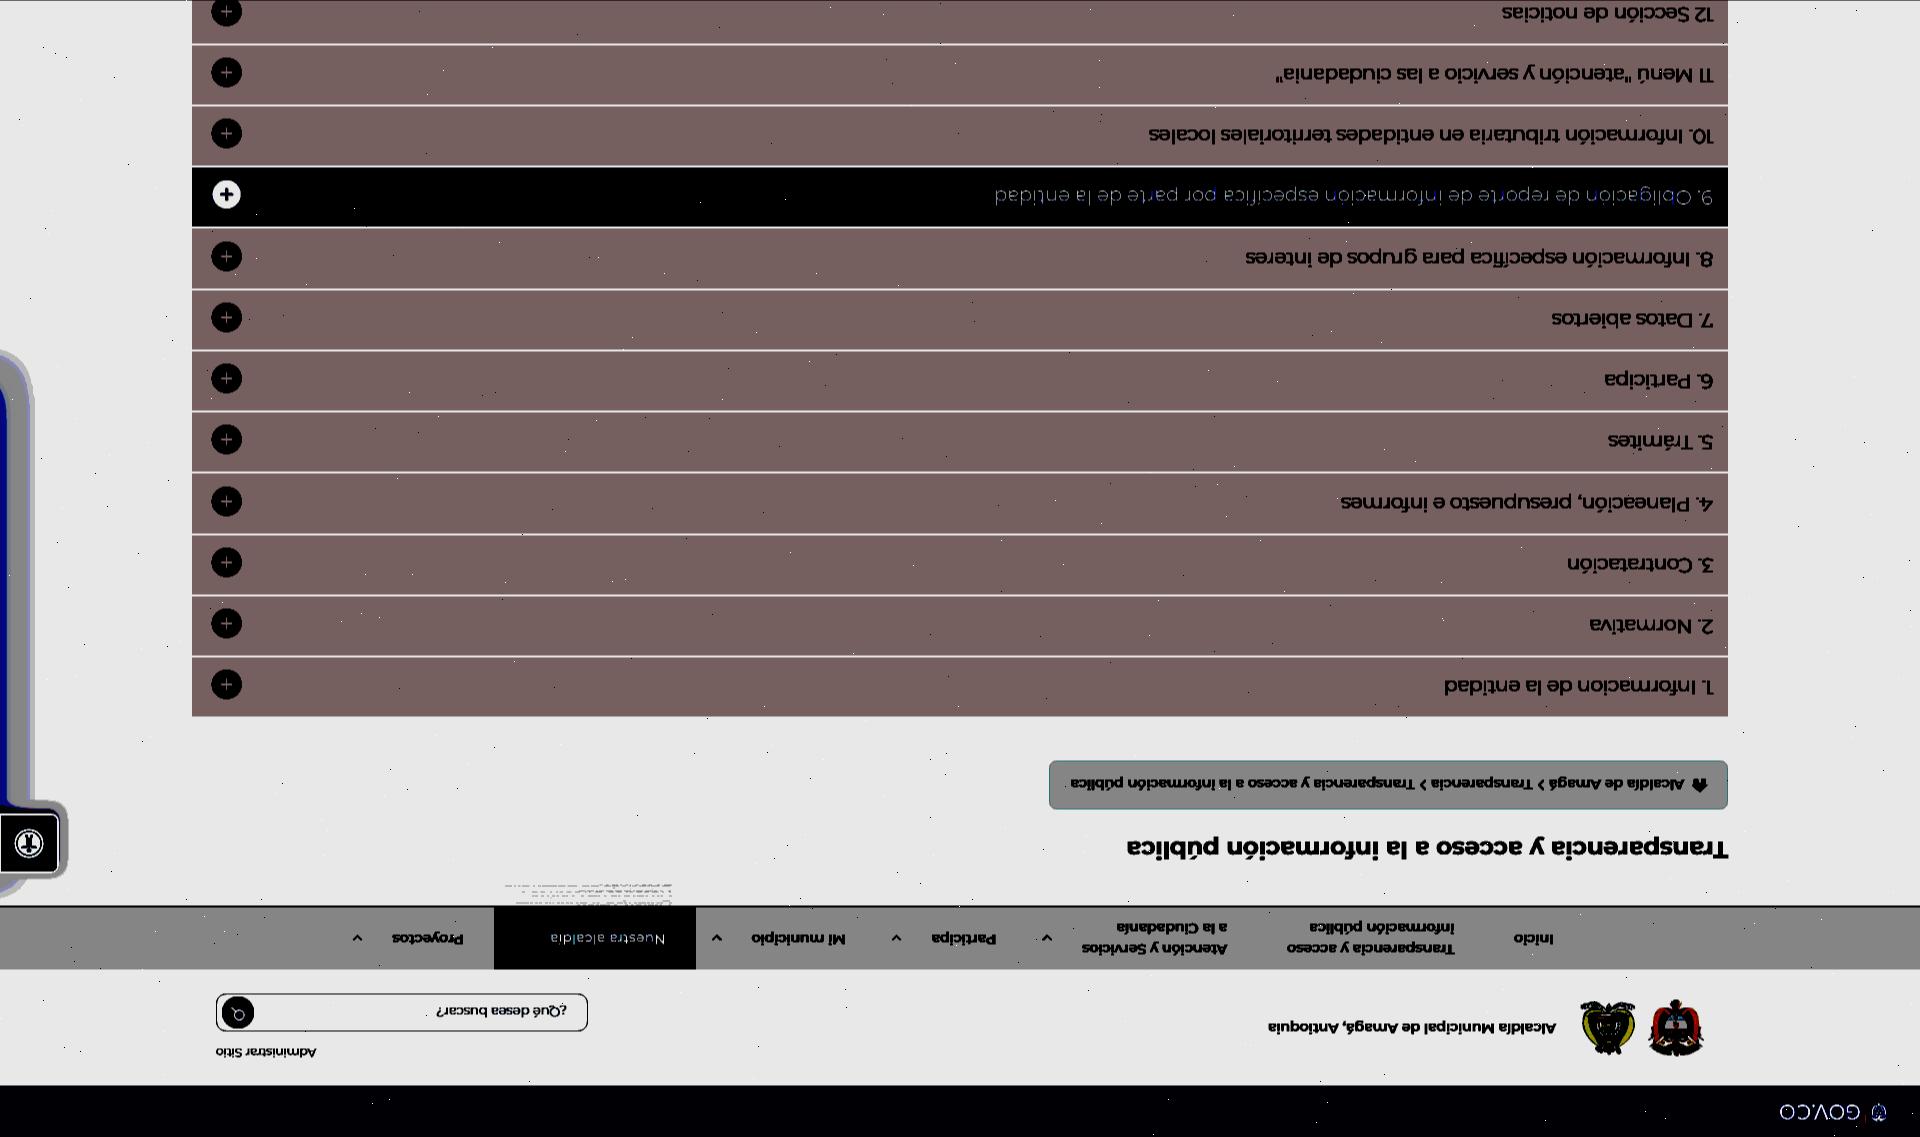 GOV.CO
Administrar Sitio
Alcaldía Municipal de Amagá, Antioquia
¿Qué desea buscar?
Inicio
Transparencia y acceso
información pública
Atención y Servicios
a la Ciudadanía
Participa
Mi municipio
Nuestra alcaldia
Proyectos
Transparencia y acceso a la información pública
Alcaldía de Amagá > Transparencia > Transparencia y acceso a la información pública
1. Informacion de la entidad
2. Normativa
3. Contratación
4. Planeación, presupuesto e informes
5. Trámites
6. Participa
7. Datos abiertos
8. Información específica para grupos de interes
9. Obligación de reporte de información específica por parte de la entidad
10. Información tributaria en entidades territoriales locales
11 Menú "atención y servicio a las ciudadania"
12 Sección de noticias